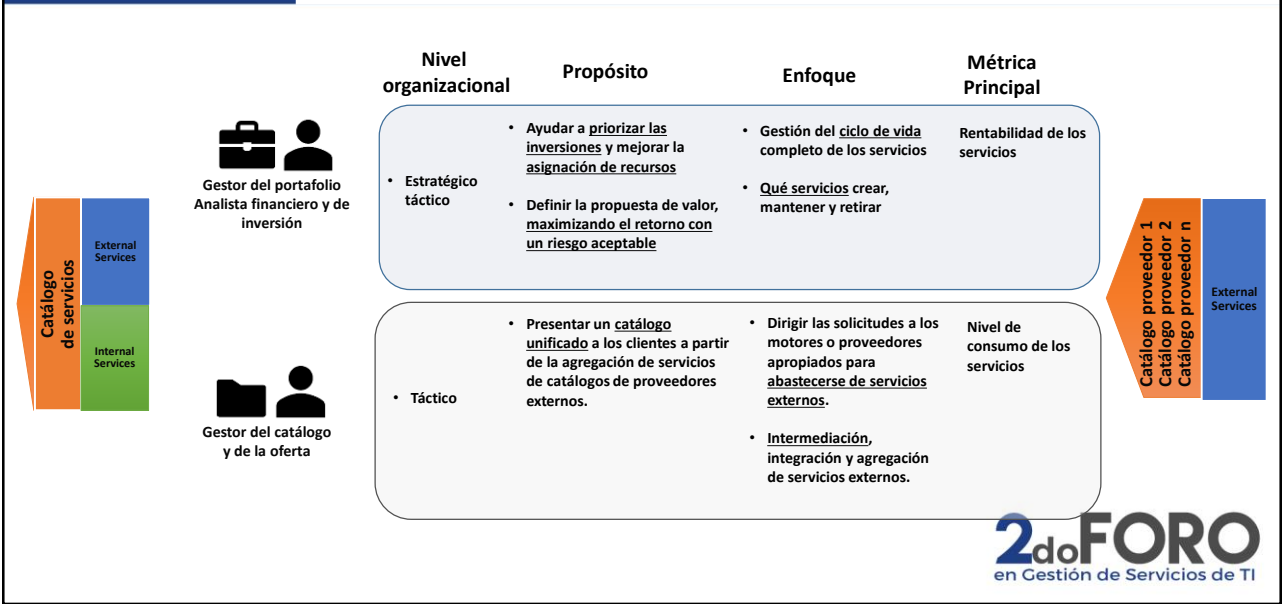 Nivel
organizacional
Propósito
Enfoque
Métrica
Principal
Catálogo
de servicios
External
Services
Internal
Services
Gestor del portafolio
Analista financiero y de
inversión
• Estratégico
táctico
• Ayudar a priorizar las
inversiones y mejorar la
asignación de recursos
• Definir la propuesta de valor,
maximizando el retorno con
un riesgo aceptable
• Gestión del ciclo de vida
completo de los servicios
• Qué servicios crear,
mantener y retirar
Rentabilidad de los
servicios
Gestor del catálogo
y de la oferta
• Táctico
• Presentar un catálogo
unificado a los clientes a partir
de la agregación de servicios
de catálogos de proveedores
externos.
• Dirigir las solicitudes a los
motores o proveedores
apropiados para
abastecerse de servicios
externos.
• Intermediación,
integración y agregación
de servicios externos.
Nivel de
consumo de los
servicios
Catálogo proveedor 1
Catálogo proveedor 2
Catálogo proveedor n
External
Services
2doFORO
en Gestión de Servicios de TI